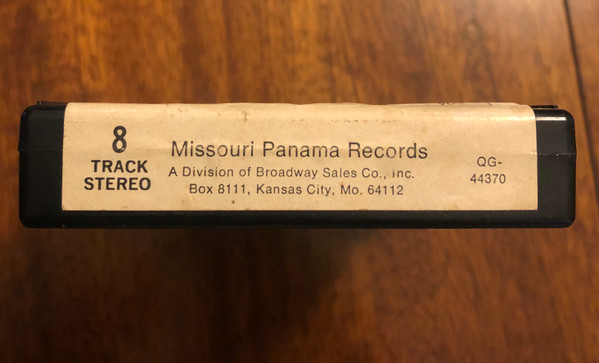 8
TRACK
STEREO
Missouri Panama Records
A Division of Broadway Sales Co., Inc.
Box 8111, Kansas City, Mo. 64112
QG-
44370